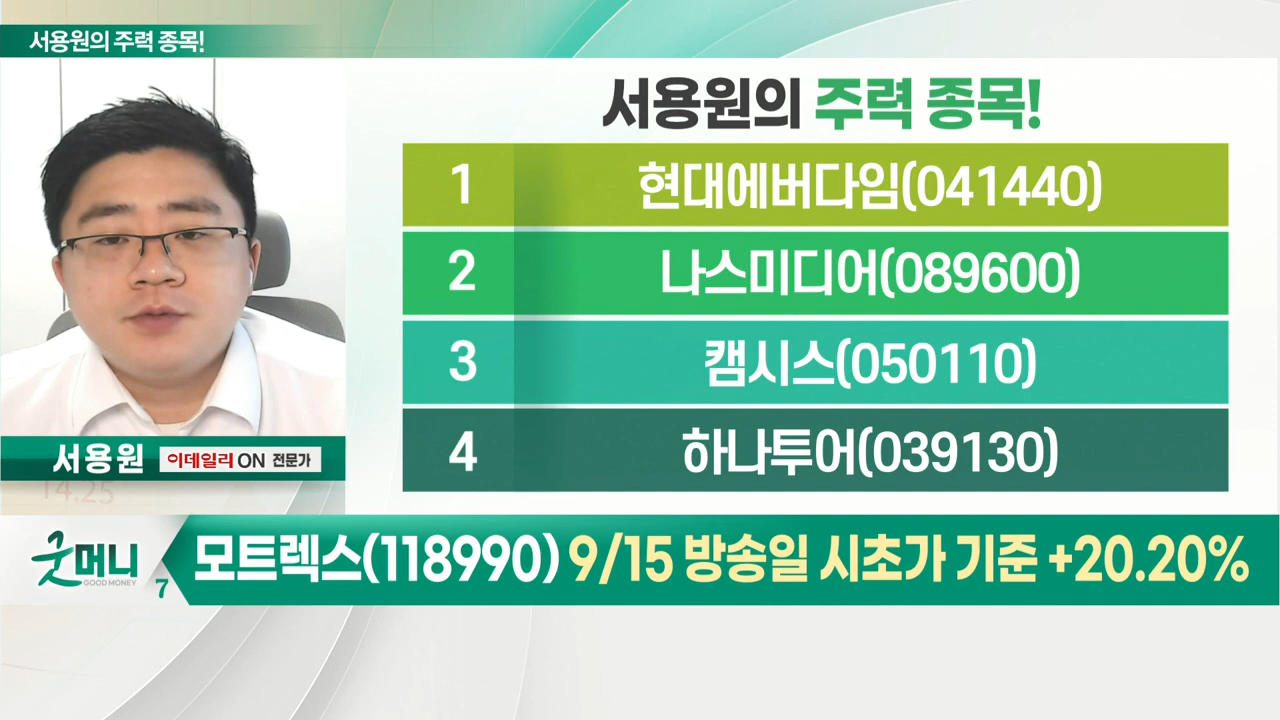 서용원의 주력 종목!
서용원의 주력 종목!
1 현대에버다임(041440)
2 나스미디어(089600)
3 캠시스(050110)
4 하나투어(039130)
서용원 이데일리ON 전문가
14.25
굿머니
GOOD MONEY
7
모트렉스(118990) 9/15 방송일 시초가 기준 +20.20%